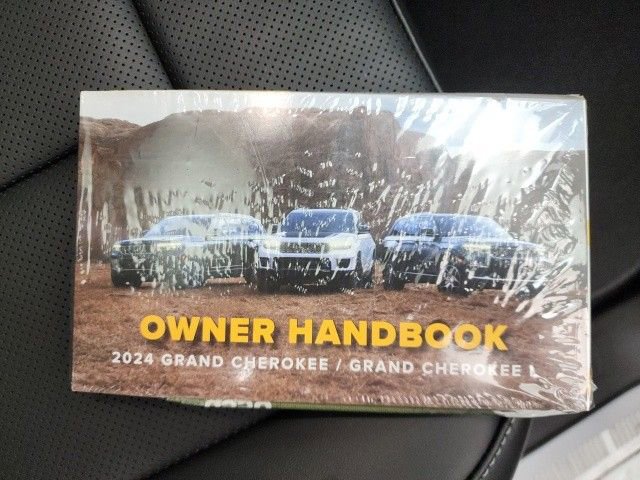 OWNER HANDBOOK
2024 GRAND CHEROKEE / GRAND CHEROKEE L